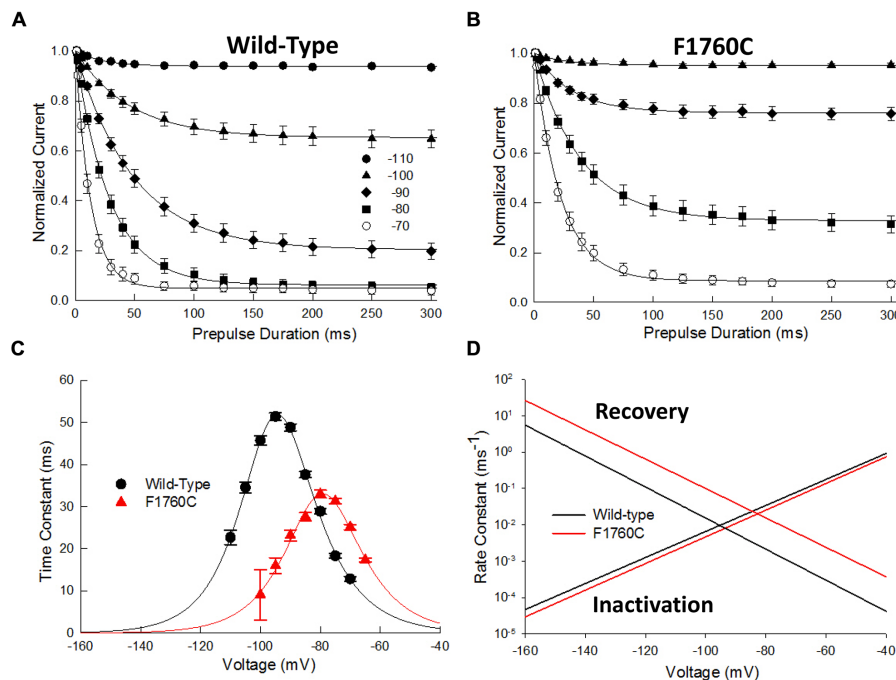 A
Wild-Type
1.0
0.8
0.6
0.4
0.2
0.0
Normalized Current
-110
-100
-90
-80
-70
0 50 100 150 200 250 300
Prepulse Duration (ms)
B
F1760C
1.0
0.8
0.6
0.4
0.2
0.0
Normalized Current
0 50 100 150 200 250 300
Prepulse Duration (ms)
C
60
50
40
30
20
10
0
Time Constant (ms)
Wild-Type
F1760C
-160 -140 -120 -100 -80 -60 -40
Voltage (mV)
D
10²
10¹
10⁰
10⁻¹
10⁻²
10⁻³
10⁻⁴
10⁻⁵
Rate Constant (ms⁻¹)
Recovery
Wild-type
F1760C
Inactivation
-160 -140 -120 -100 -80 -60 -40
Voltage (mV)